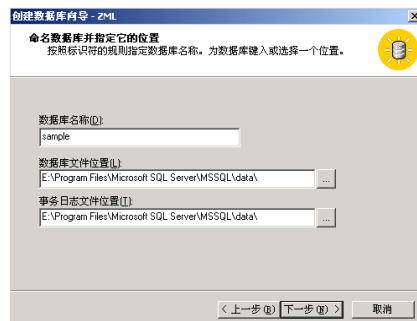 创建数据库向导 - ZML
命名数据库并指定它的位置
按照标识符的规则指定数据库名称。为数据库键入或选择一个位置。
数据库名称(D):
sample
数据库文件位置(L):
E:\Program Files\Microsoft SQL Server\MSSQL\data\
...
事务日志文件位置(T):
E:\Program Files\Microsoft SQL Server\MSSQL\data\
...
< 上一步(B) 下一步(N) > 取消